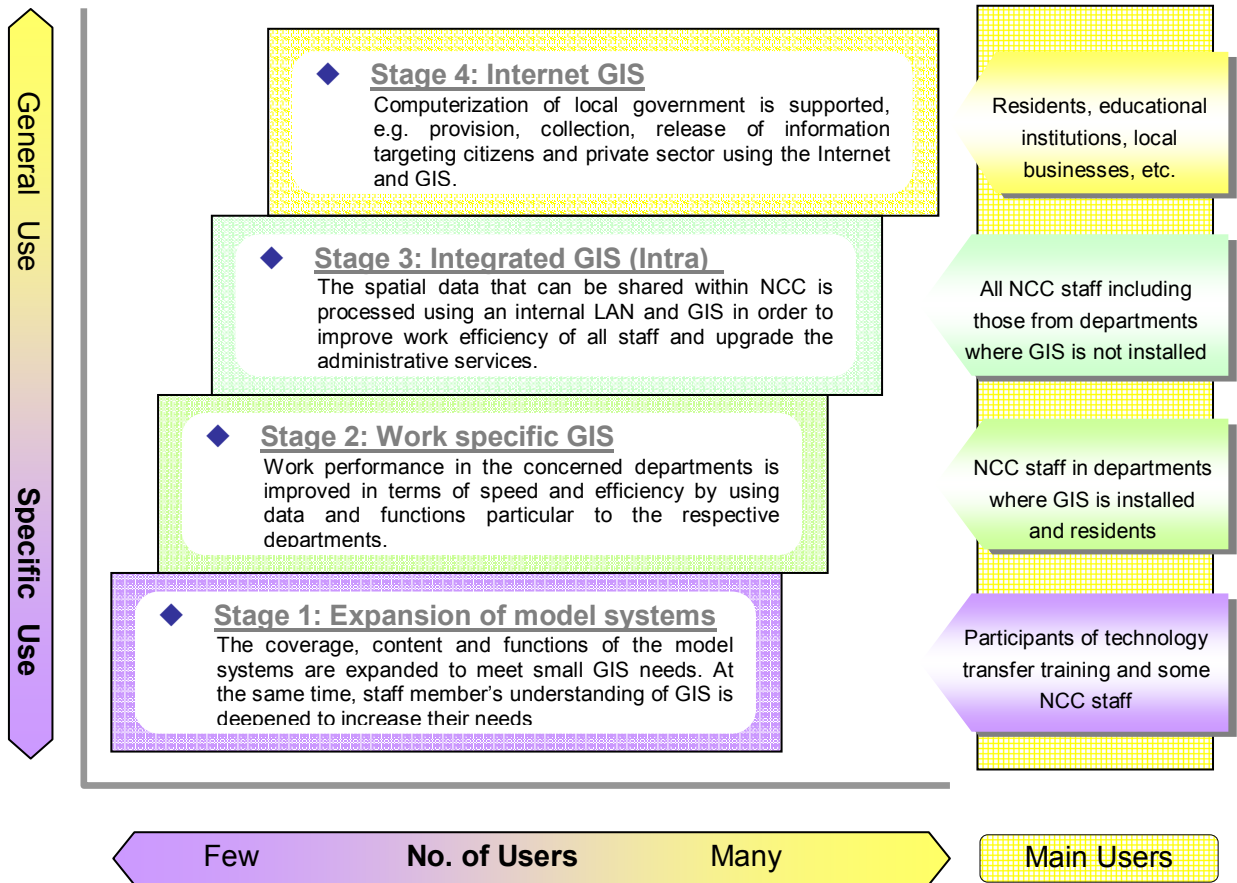 General Use
Specific Use
Stage 4: Internet GIS
Computerization of local government is supported,
e.g. provision, collection, release of information
targeting citizens and private sector using the Internet
and GIS.
Residents, educational
institutions, local
businesses, etc.
Stage 3: Integrated GIS (Intra)
The spatial data that can be shared within NCC is
processed using an internal LAN and GIS in order to
improve work efficiency of all staff and upgrade the
administrative services.
All NCC staff including
those from departments
where GIS is not installed
Stage 2: Work specific GIS
Work performance in the concerned departments is
improved in terms of speed and efficiency by using
data and functions particular to the respective
departments.
NCC staff in departments
where GIS is installed
and residents
Stage 1: Expansion of model systems
The coverage, content and functions of the model
systems are expanded to meet small GIS needs. At
the same time, staff member's understanding of GIS is
deepened to increase their needs
Participants of technology
transfer training and some
NCC staff
Few No. of Users Many
Main Users